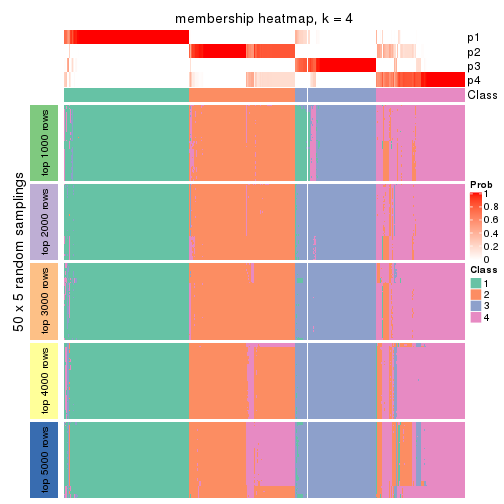 membership heatmap, k = 4
p1
p2
p3
p4
Class
50 x 5 random samplings
top 1000 rows
top 2000 rows
top 3000 rows
top 4000 rows
top 5000 rows
Prob
1
0.8
0.6
0.4
0.2
0
Class
1
2
3
4